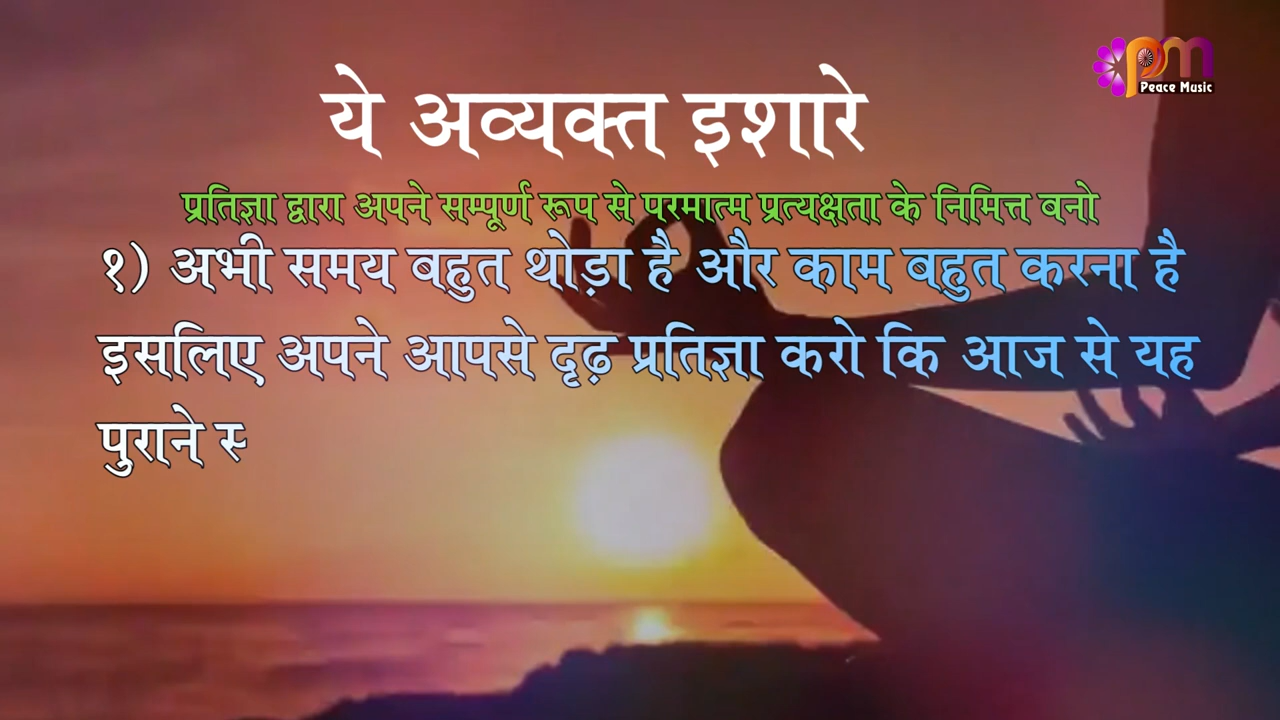 Peace Music
ये अव्यक्त इशारे
प्रतिज्ञा द्वारा अपने सम्पूर्ण रूप से परमात्म प्रत्यक्षता के निमित्त बनो
१) अभी समय बहुत थोड़ा है और काम बहुत करना है
इसलिए अपने आपसे दृढ़ प्रतिज्ञा करो कि आज से यह
पुराने